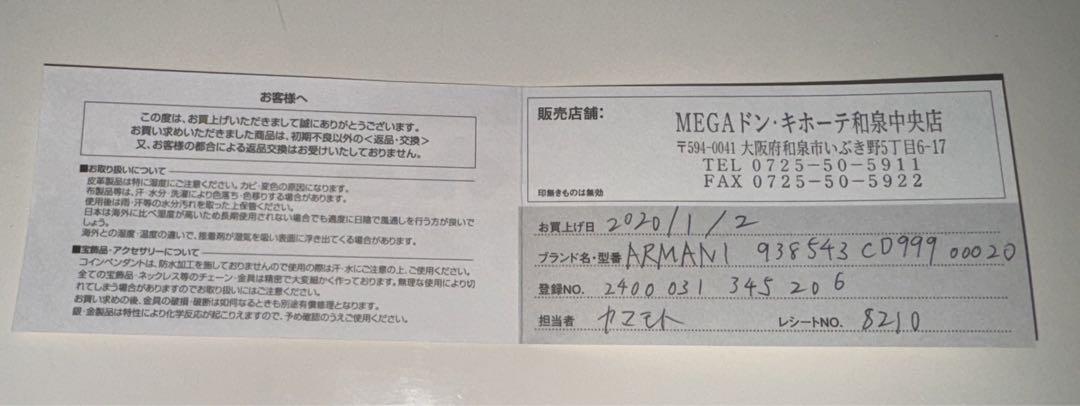 お客様へ
この度は、お買上げいただきまして誠にありがとうございます。
お買い求めいただきました商品は、初期不良以外の<返品・交換>
又、お客様の都合による返品交換はお受けいたしておりません。
■お取り扱いについて
皮革製品は特に湿度にご注意ください。カビ・変色の原因になります。
布製品等は、汗・水分・洗濯により色落ち・色移りする場合があります。
使用後は雨・汗等の水分汚れを取った上保管ください。
日本は海外に比べ湿度が高いため長期使用されない場合でも適度に日陰で風通しを行う方が良いで
しょう。
海外との湿度・温度の違いで、接着剤が湿気を吸い表面に浮き出てくる場合があります。
■宝飾品・アクセサリーについて
コインペンダントは、防水加工を施しておりませんので使用の際は汗・水にご注意の上、ご使用ください。
全ての宝飾品・ネックレス等のチェーン・金具は精密で大変細かく作っております。無理な使用により切
れてしまう場合がありますのでお取り扱いにはご注意ください。
お買い求めの後、金具の破損・破断は如何なるときも別途有償修理となります。
銀・金製品は特性により化学反応が起こりえますので、予め確認のうえご使用ください。
販売店舗:
MEGAドン・キホーテ和泉中央店
〒594-0041 大阪府和泉市いぶき野5丁目6-17
TEL 0725-50-5911
FAX 0725-50-5922
印無きものは無効
お買上げ日 2020/1/2
ブランド名・型番 ARMANI 938543 CD999 00020
登録NO. 2400031 345206
担当者 ヤマモト レシートNO. 8210